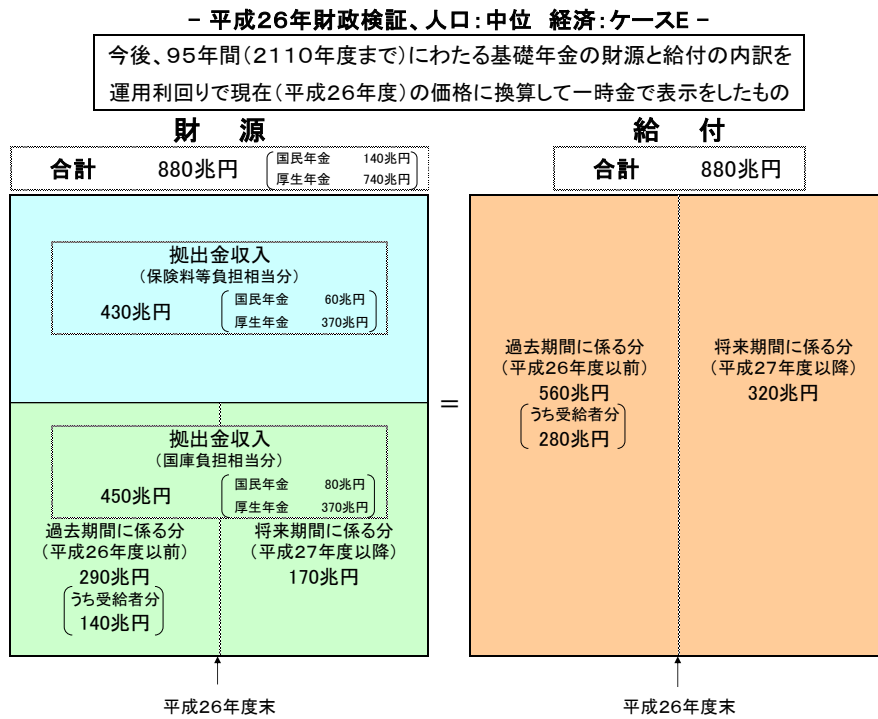 － 平成２６年財政検証、人口：中位　経済：ケースＥ－
今後、９５年間（２１１０年度まで）にわたる基礎年金の財源と給付の内訳を
運用利回りで現在（平成２６年度）の価格に換算して一時金で表示をしたもの
財　源
合計　880兆円
国民年金　140兆円
厚生年金　740兆円
拠出金収入
（保険料等負担相当分）
430兆円
国民年金　60兆円
厚生年金　370兆円
拠出金収入
（国庫負担相当分）
450兆円
国民年金　80兆円
厚生年金　370兆円
過去期間に係る分
（平成２６年度以前）
290兆円
うち受給者分
140兆円
将来期間に係る分
（平成２７年度以降）
170兆円
平成２６年度末
＝
給　付
合計　880兆円
過去期間に係る分
（平成２６年度以前）
560兆円
うち受給者分
280兆円
将来期間に係る分
（平成２７年度以降）
320兆円
平成２６年度末